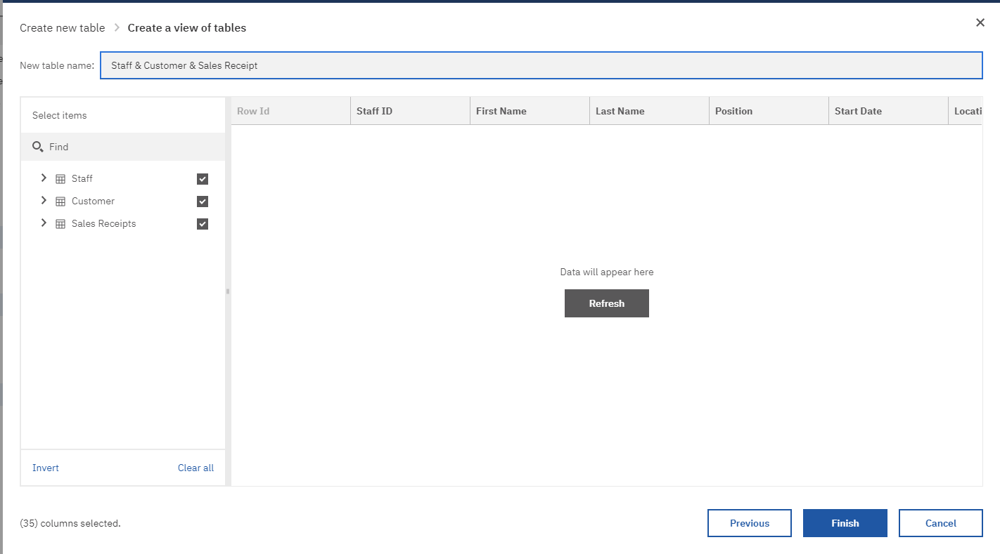 Create new table > Create a view of tables
New table name: Staff & Customer & Sales Receipt
Select items
Find
Staff
Customer
Sales Receipts
Invert Clear all
Row Id Staff ID First Name Last Name Position Start Date Locati
Data will appear here
Refresh
(35) columns selected.
Previous Finish Cancel